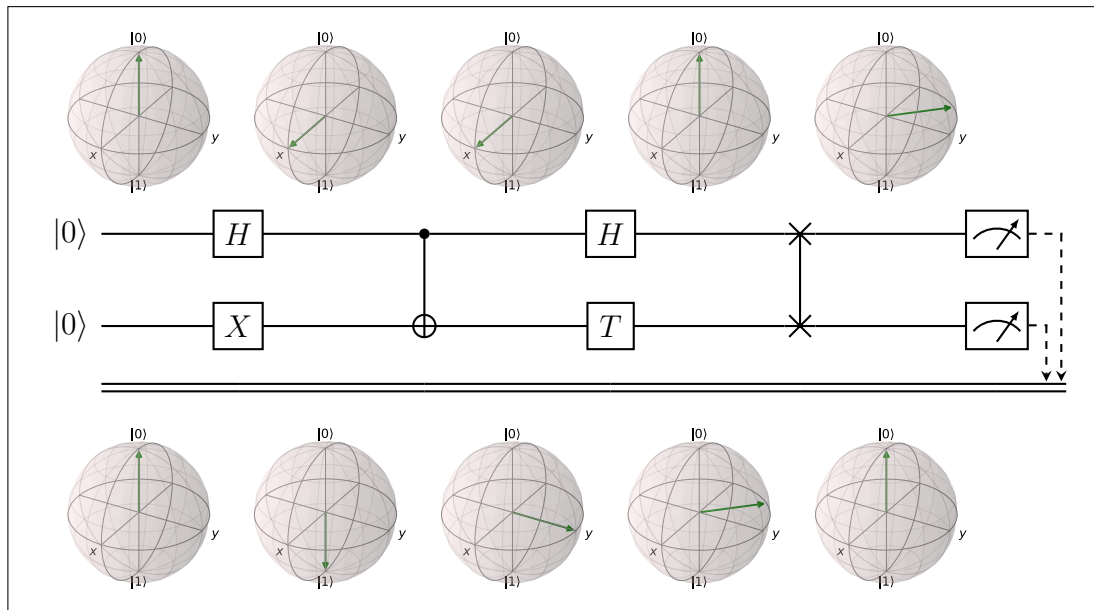 |0⟩ |0⟩ |0⟩ |0⟩ |0⟩
x y x y x y x y x y
|1⟩ |1⟩ |1⟩ |1⟩ |1⟩
|0⟩ H H
|0⟩ X T
|0⟩ |0⟩ |0⟩ |0⟩ |0⟩
x y x y x y x y x y
|1⟩ |1⟩ |1⟩ |1⟩ |1⟩